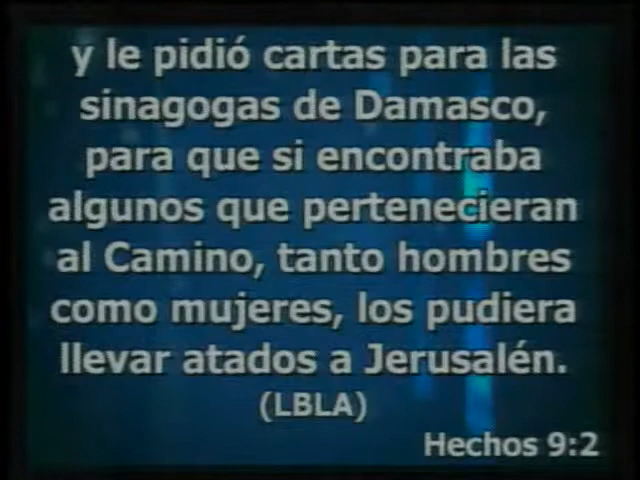 y le pidió cartas para las
sinagogas de Damasco,
para que si encontraba
algunos que pertenecieran
al Camino, tanto hombres
como mujeres, los pudiera
llevar atados a Jerusalén.
(LBLA)
Hechos 9:2